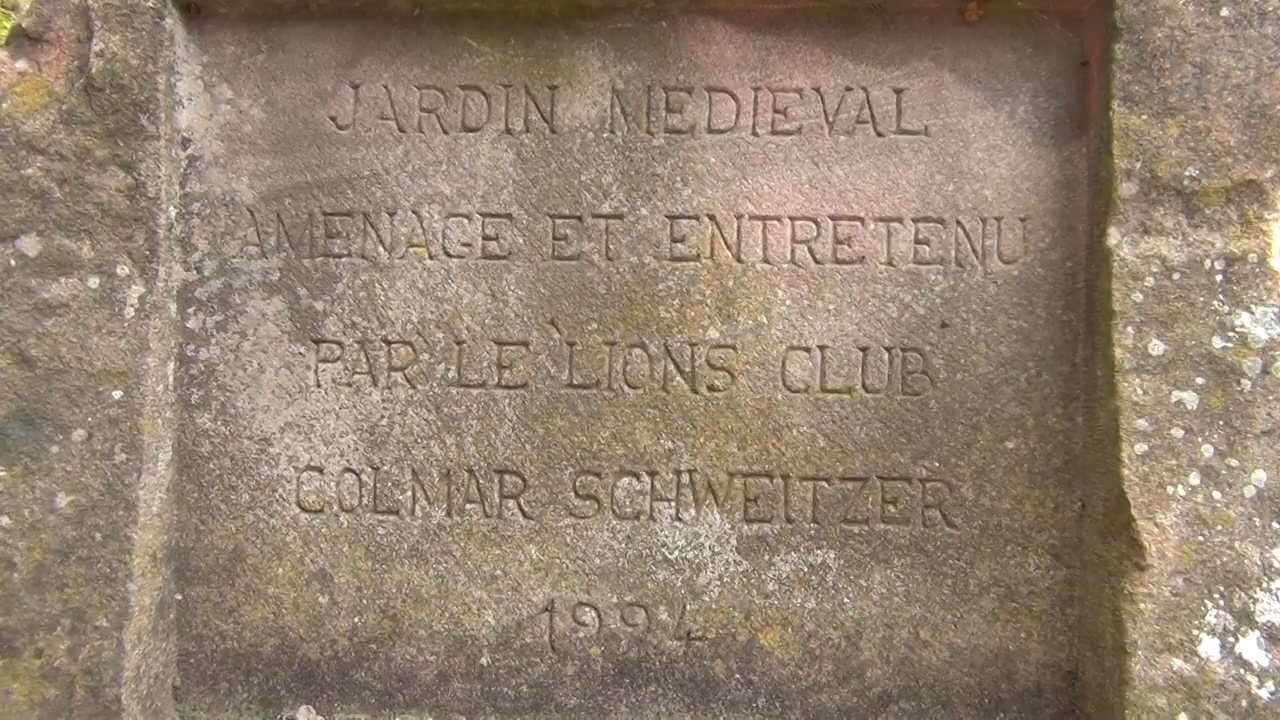 JARDIN MEDIEVAL
AMENAGE ET ENTRETENU
PAR LE LIONS CLUB
COLMAR SCHWEITZER
1994